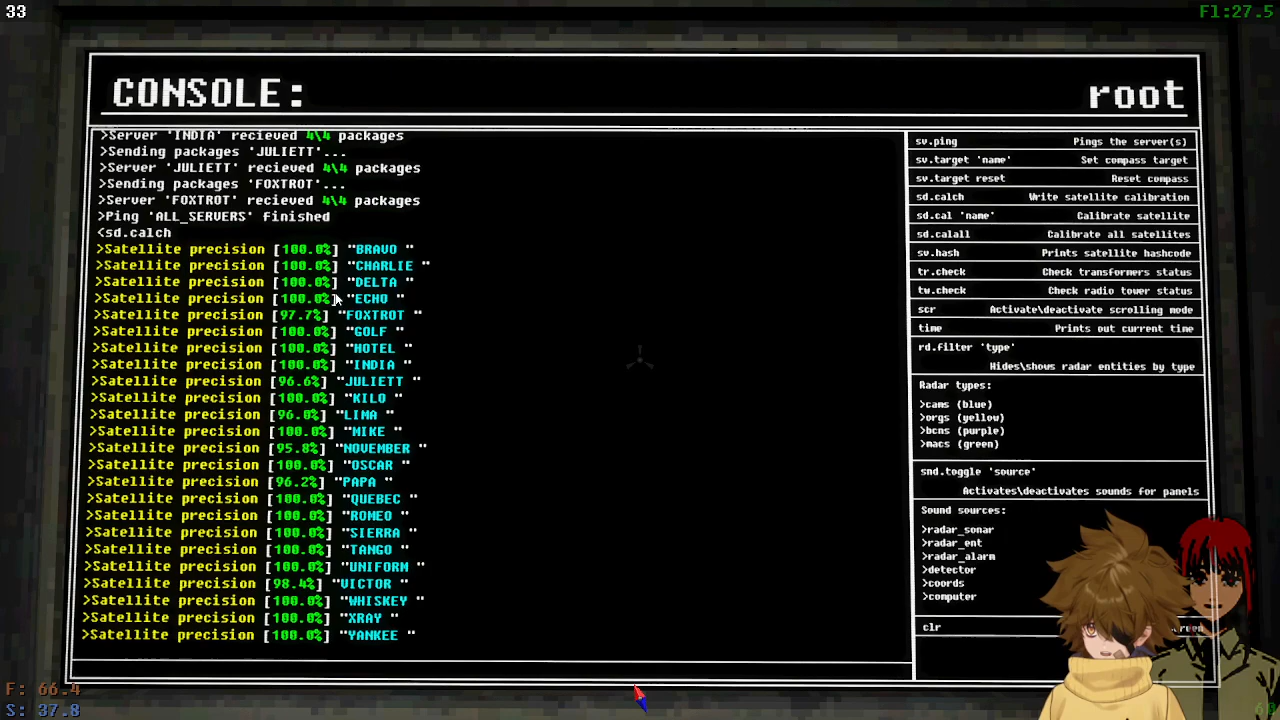 33
F1:27.5
CONSOLE:
root
>Server 'INDIA' recieved 4\4 packages
>Sending packages 'JULIETT'...
>Server 'JULIETT' recieved 4\4 packages
>Sending packages 'FOXTROT'...
>Server 'FOXTROT' recieved 4\4 packages
>Ping 'ALL_SERVERS' finished
<sd.calch
>Satellite precision [100.0%] "BRAVO "
>Satellite precision [100.0%] "CHARLIE "
>Satellite precision [100.0%] "DELTA "
>Satellite precision [100.0%] "ECHO "
>Satellite precision [97.7%] "FOXTROT "
>Satellite precision [100.0%] "GOLF "
>Satellite precision [100.0%] "HOTEL "
>Satellite precision [100.0%] "INDIA "
>Satellite precision [96.6%] "JULIETT "
>Satellite precision [100.0%] "KILO "
>Satellite precision [96.0%] "LIMA "
>Satellite precision [100.0%] "MIKE "
>Satellite precision [95.8%] "NOVEMBER "
>Satellite precision [100.0%] "OSCAR "
>Satellite precision [96.2%] "PAPA "
>Satellite precision [100.0%] "QUEBEC "
>Satellite precision [100.0%] "ROMEO "
>Satellite precision [100.0%] "SIERRA "
>Satellite precision [100.0%] "TANGO "
>Satellite precision [100.0%] "UNIFORM "
>Satellite precision [98.4%] "VICTOR "
>Satellite precision [100.0%] "WHISKEY "
>Satellite precision [100.0%] "XRAY "
>Satellite precision [100.0%] "YANKEE "
sv.ping Pings the server(s)
sv.target 'name' Set compass target
sv.target reset Reset compass
sd.calch Write satellite calibration
sd.cal 'name' Calibrate satellite
sd.calall Calibrate all satellites
sv.hash Prints satellite hashcode
tr.check Check transformers status
tw.check Check radio tower status
scr Activate\deactivate scrolling mode
time Prints out current time
rd.filter 'type'
Hides\shows radar entities by type
Radar types:
>cams (blue)
>orgs (yellow)
>bcns (purple)
>macs (green)
snd.toggle 'source'
Activates\deactivates sounds for panels
Sound sources:
>radar_sonar
>radar_ent
>radar_alarm
>detector
>coords
>computer
clr
F: 66.4
S: 37.8